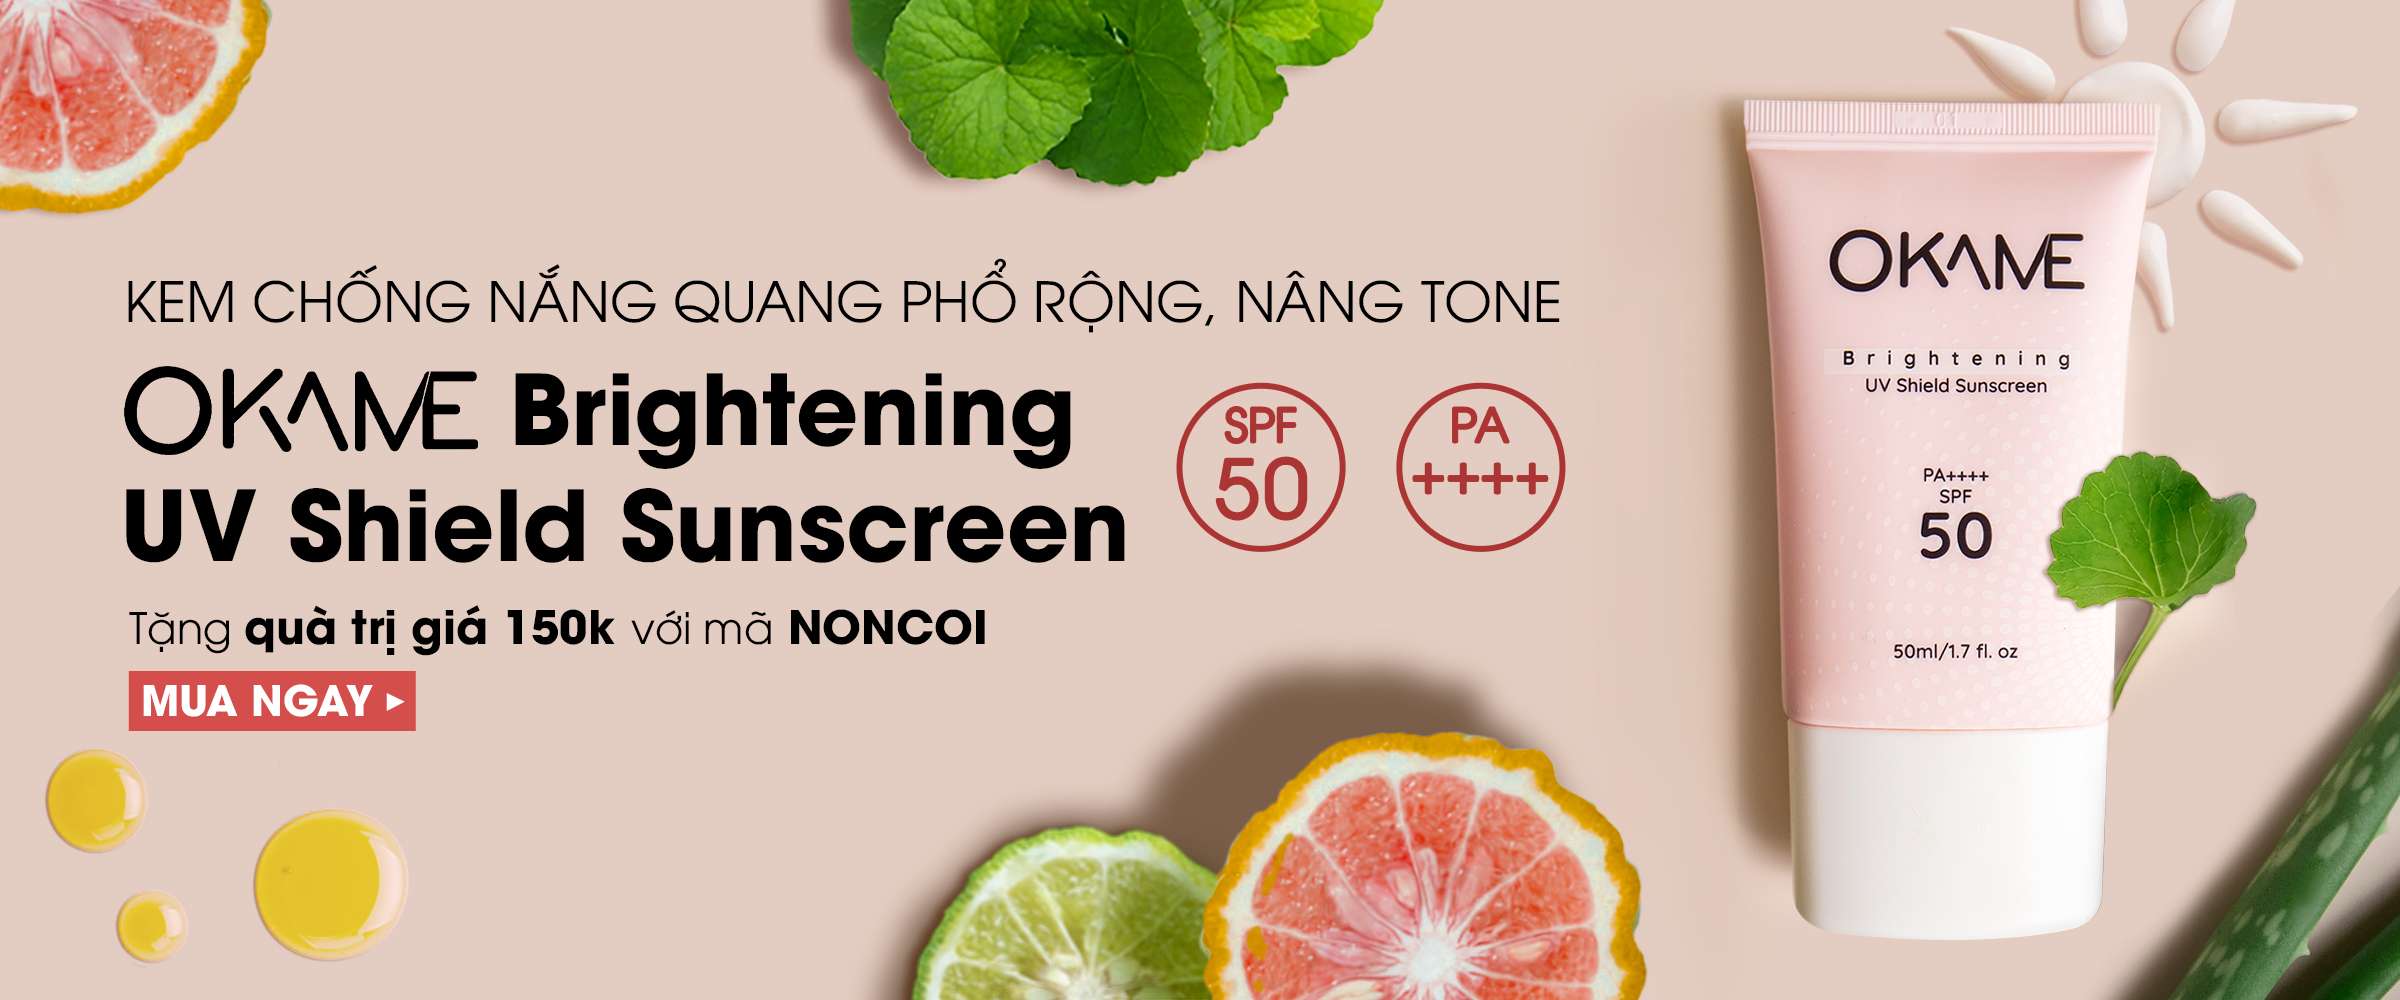 KEM CHỐNG NẮNG QUANG PHỔ RỘNG, NÂNG TONE
OKAME Brightening
UV Shield Sunscreen
SPF
50
PA
++++
Tặng quà trị giá 150k với mã NONCOI
MUA NGAY ▸
OKAME
Brightening
UV Shield Sunscreen
PA++++
SPF
50
50ml/1.7 fl. oz